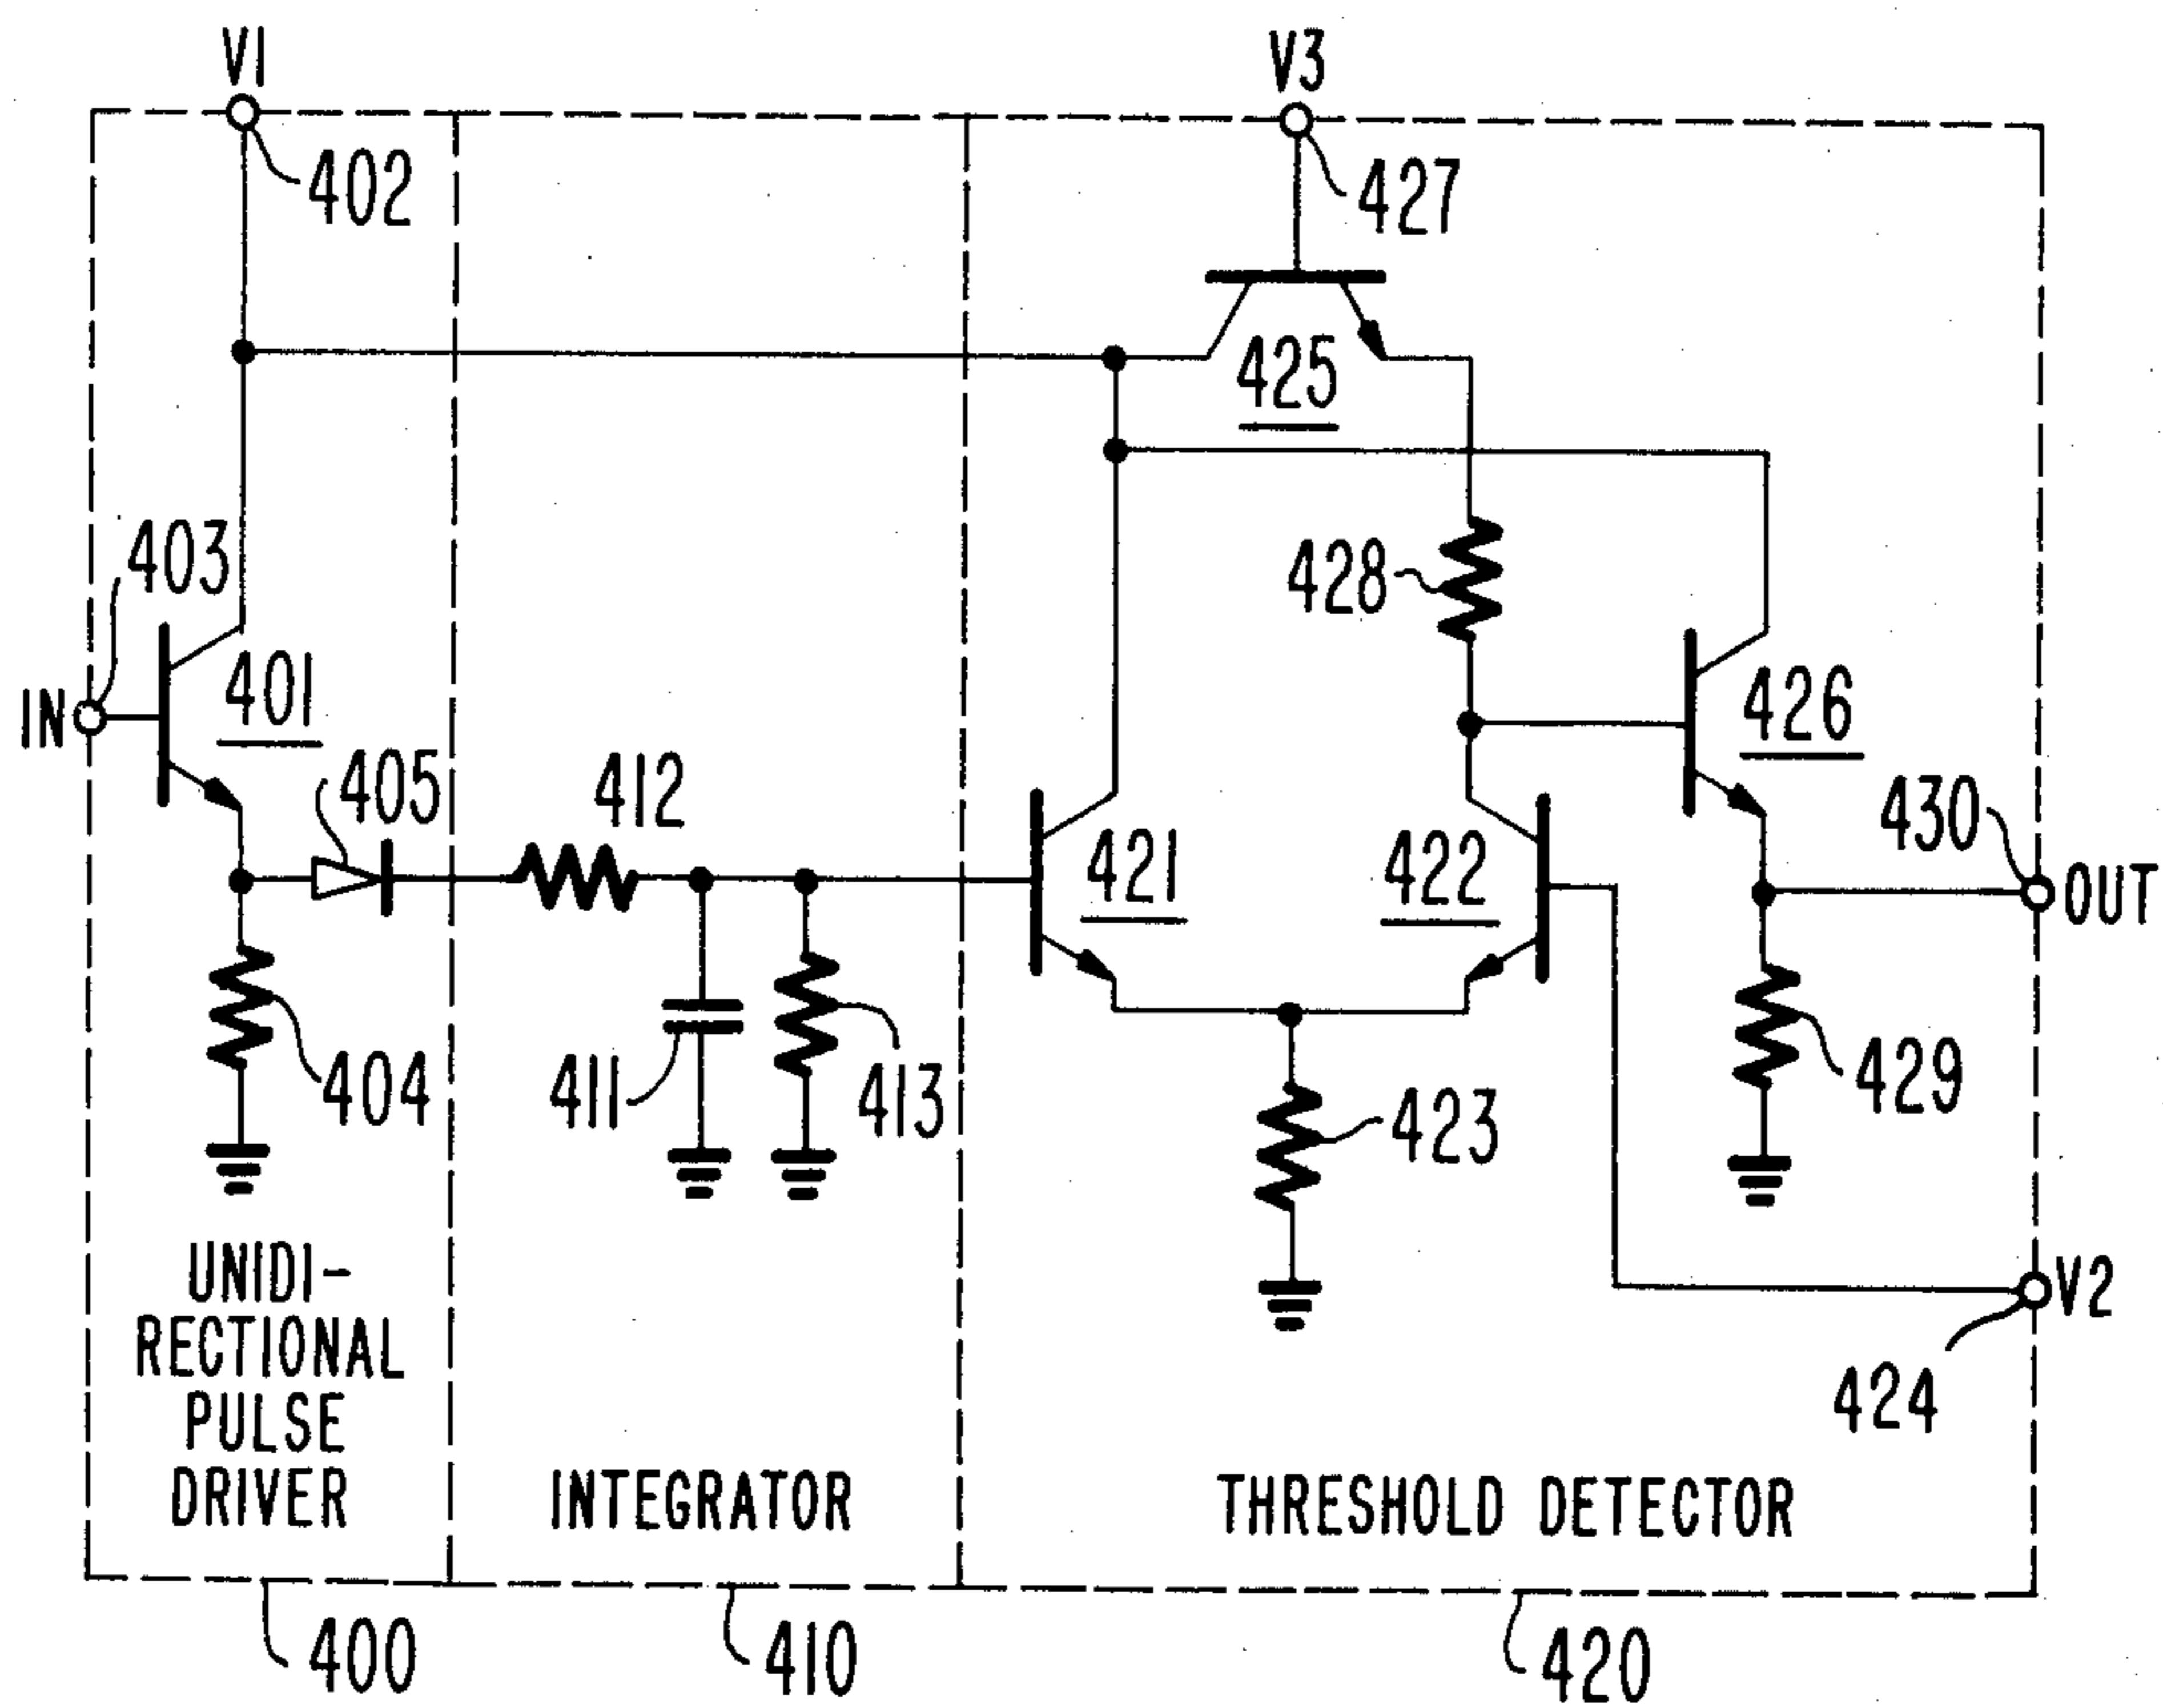 V1
V3
402
427
403
425
428
IN
401
426
405
412
430
421
422
OUT
404
411
413
423
429
V2
424
UNIDI-
RECTIONAL
PULSE
DRIVER
INTEGRATOR
THRESHOLD DETECTOR
400
410
420